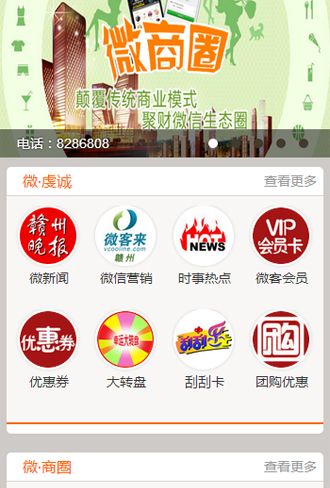 微商圈
颠覆传统商业模式
聚财微信生态圈
电话：8286808
微·虔诚
查看更多
赣州
晚报
微客来
vcooline.com
赣州
HOT
NEWS
VIP
会员卡
微新闻
微信营销
时事热点
微客会员
优惠券
幸运大转盘
刮刮乐
团购
优惠券
大转盘
刮刮卡
团购优惠
微·商圈
查看更多